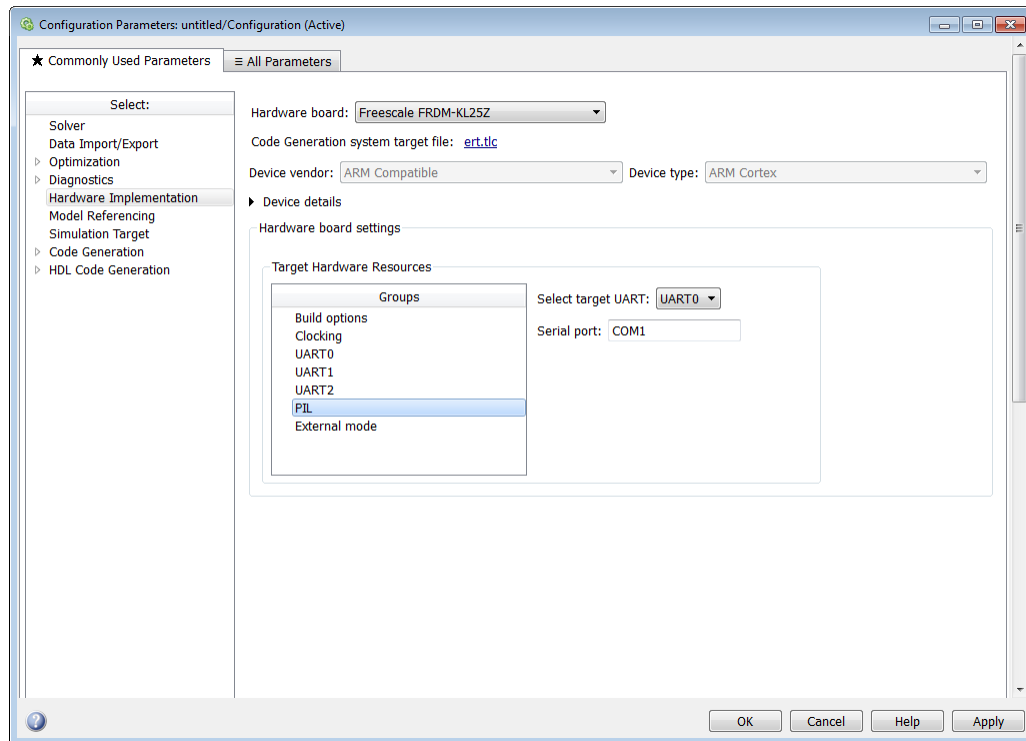 Configuration Parameters: untitled/Configuration (Active)
★ Commonly Used Parameters
≡ All Parameters
Select:
Solver
Data Import/Export
Optimization
Diagnostics
Hardware Implementation
Model Referencing
Simulation Target
Code Generation
HDL Code Generation
Hardware board: Freescale FRDM-KL25Z
Code Generation system target file: ert.tlc
Device vendor: ARM Compatible Device type: ARM Cortex
Device details
Hardware board settings
Target Hardware Resources
Groups
Build options
Clocking
UART0
UART1
UART2
PIL
External mode
Select target UART: UART0
Serial port: COM1
?
OK Cancel Help Apply